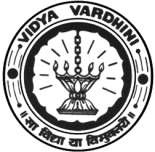 VIDYA VARDHINI
॥ सा विद्या या विमुक्तये ॥